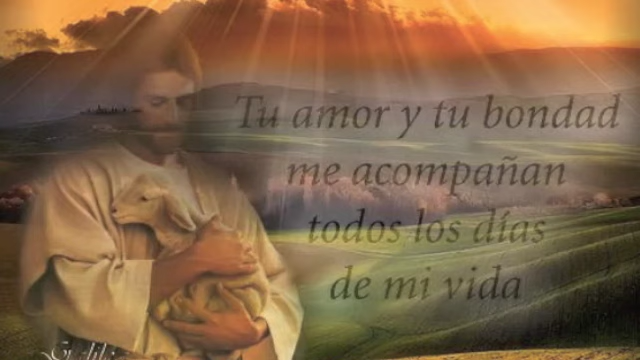 Tu amor y tu bondad
me acompañan
todos los días
de mi vida